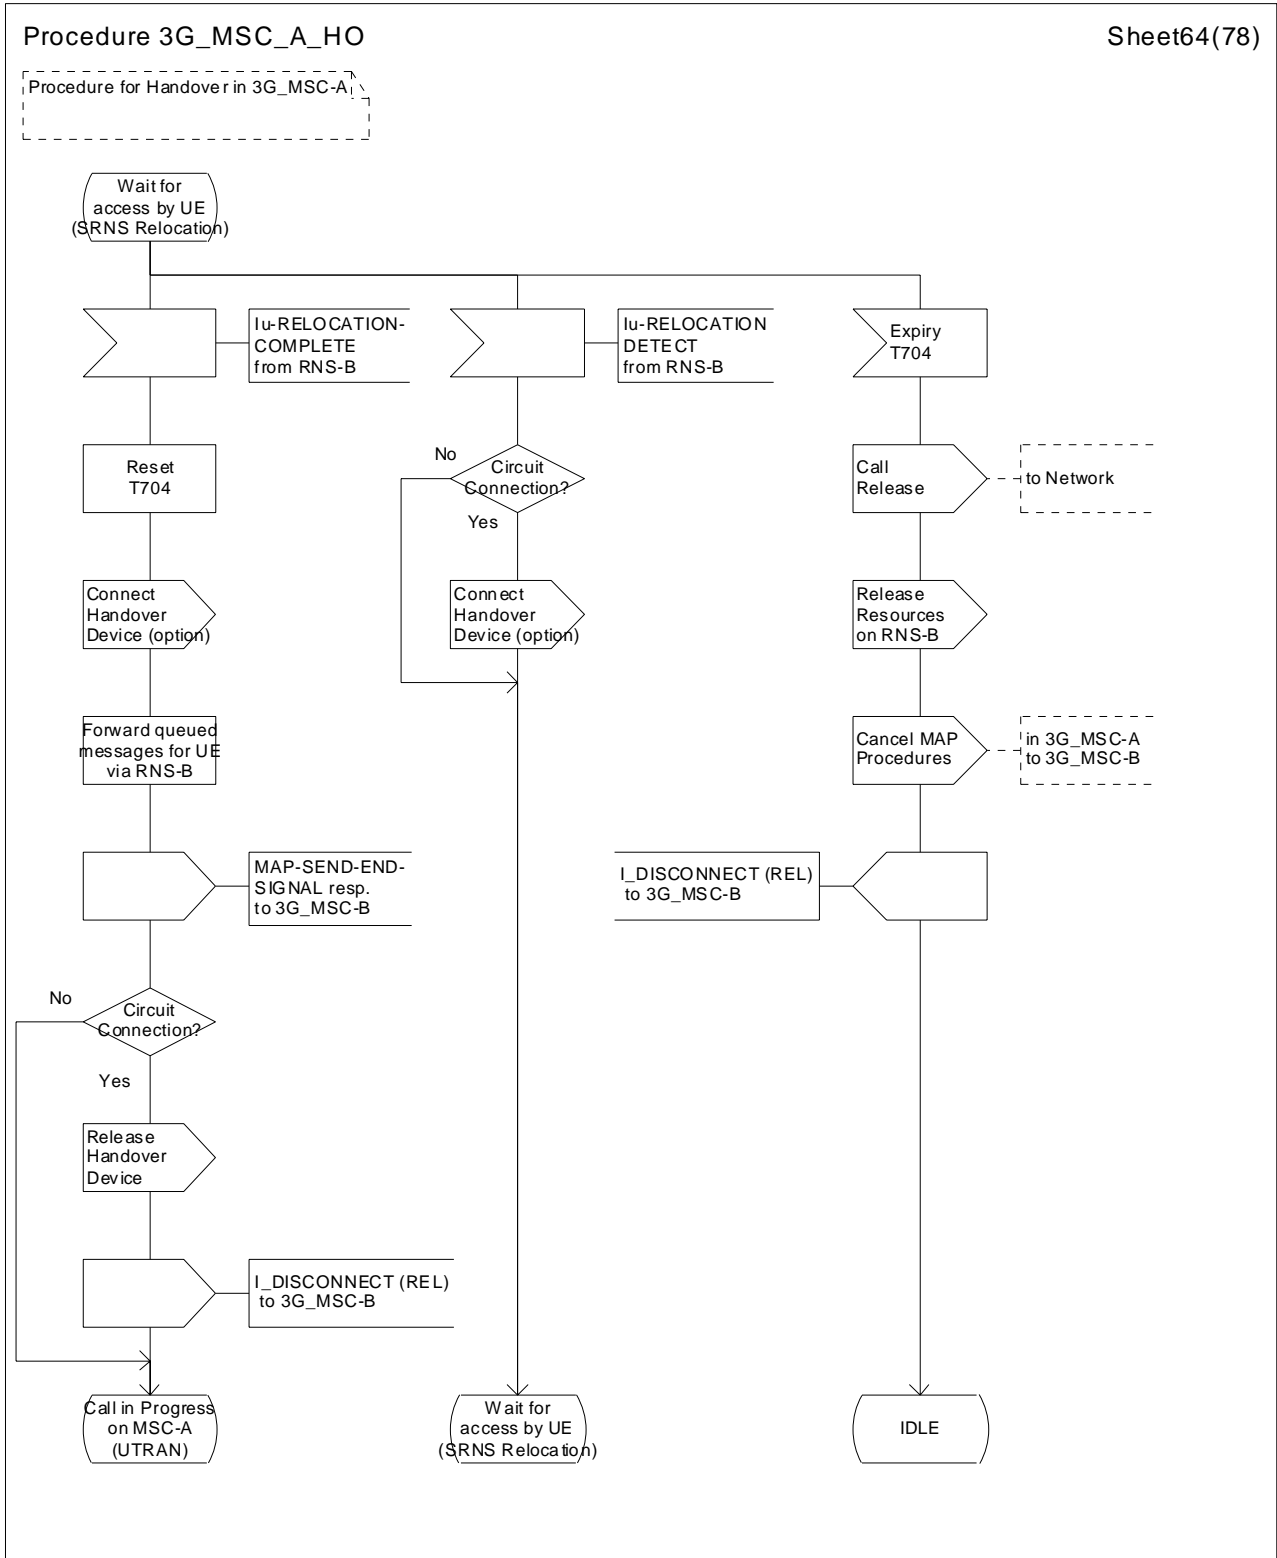 Procedure 3G_MSC_A_HO
Sheet64(78)
Procedure for Handover in 3G_MSC-A
Wait for
access by UE
(SRNS Relocation)
Iu-RELOCATION-
COMPLETE
from RNS-B
Iu-RELOCATION
DETECT
from RNS-B
Expiry
T704
Reset
T704
No
Circuit
Connection?
Yes
Call
Release
to Network
Connect
Handover
Device (option)
Connect
Handover
Device (option)
Release
Resources
on RNS-B
Forward queued
messages for UE
via RNS-B
Cancel MAP
Procedures
in 3G_MSC-A
to 3G_MSC-B
MAP-SEND-END-
SIGNAL resp.
to 3G_MSC-B
I_DISCONNECT (REL)
to 3G_MSC-B
No
Circuit
Connection?
Yes
Release
Handover
Device
I_DISCONNECT (REL)
to 3G_MSC-B
Call in Progress
on MSC-A
(UTRAN)
Wait for
access by UE
(SRNS Relocation)
IDLE